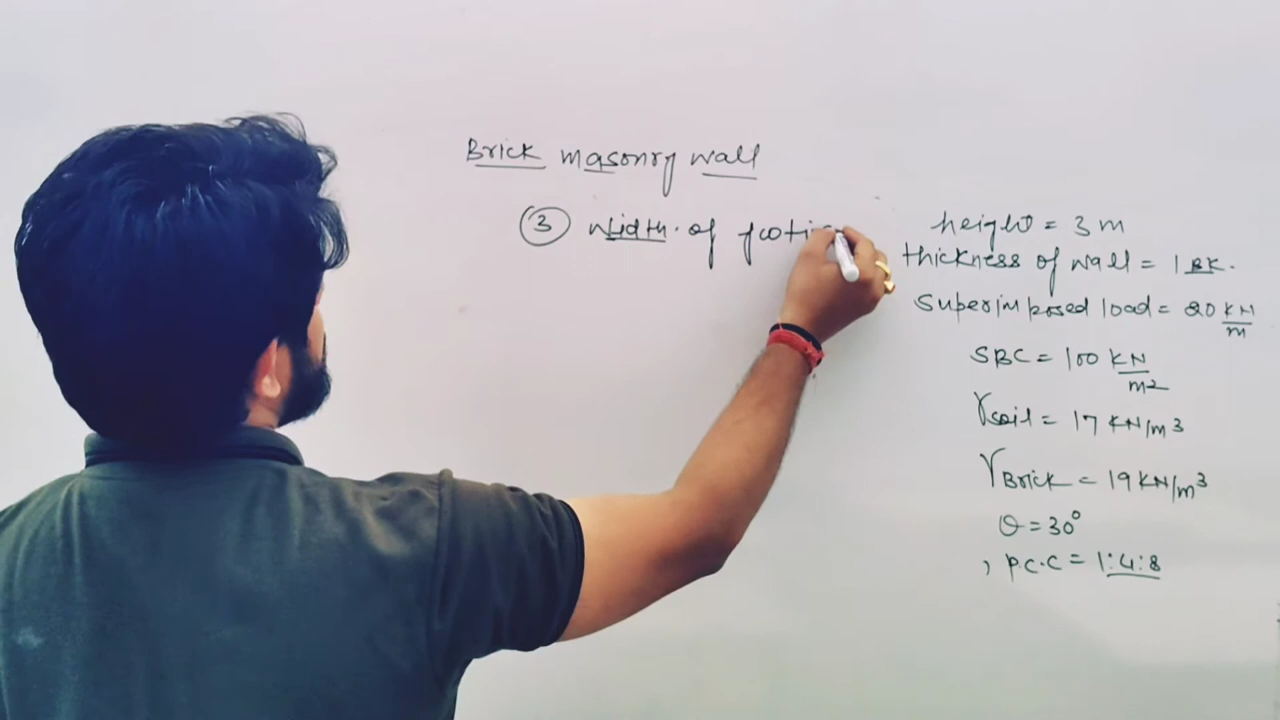 Brick masonry wall
③ width of footing
height = 3 m
thickness of wall = 1 BK.
Superimposed load = 20 KN/m
SBC = 100 KN/m2
γsoil = 17 KN/m3
γBrick = 19 KN/m3
θ = 30°
, P.C.C = 1:4:8